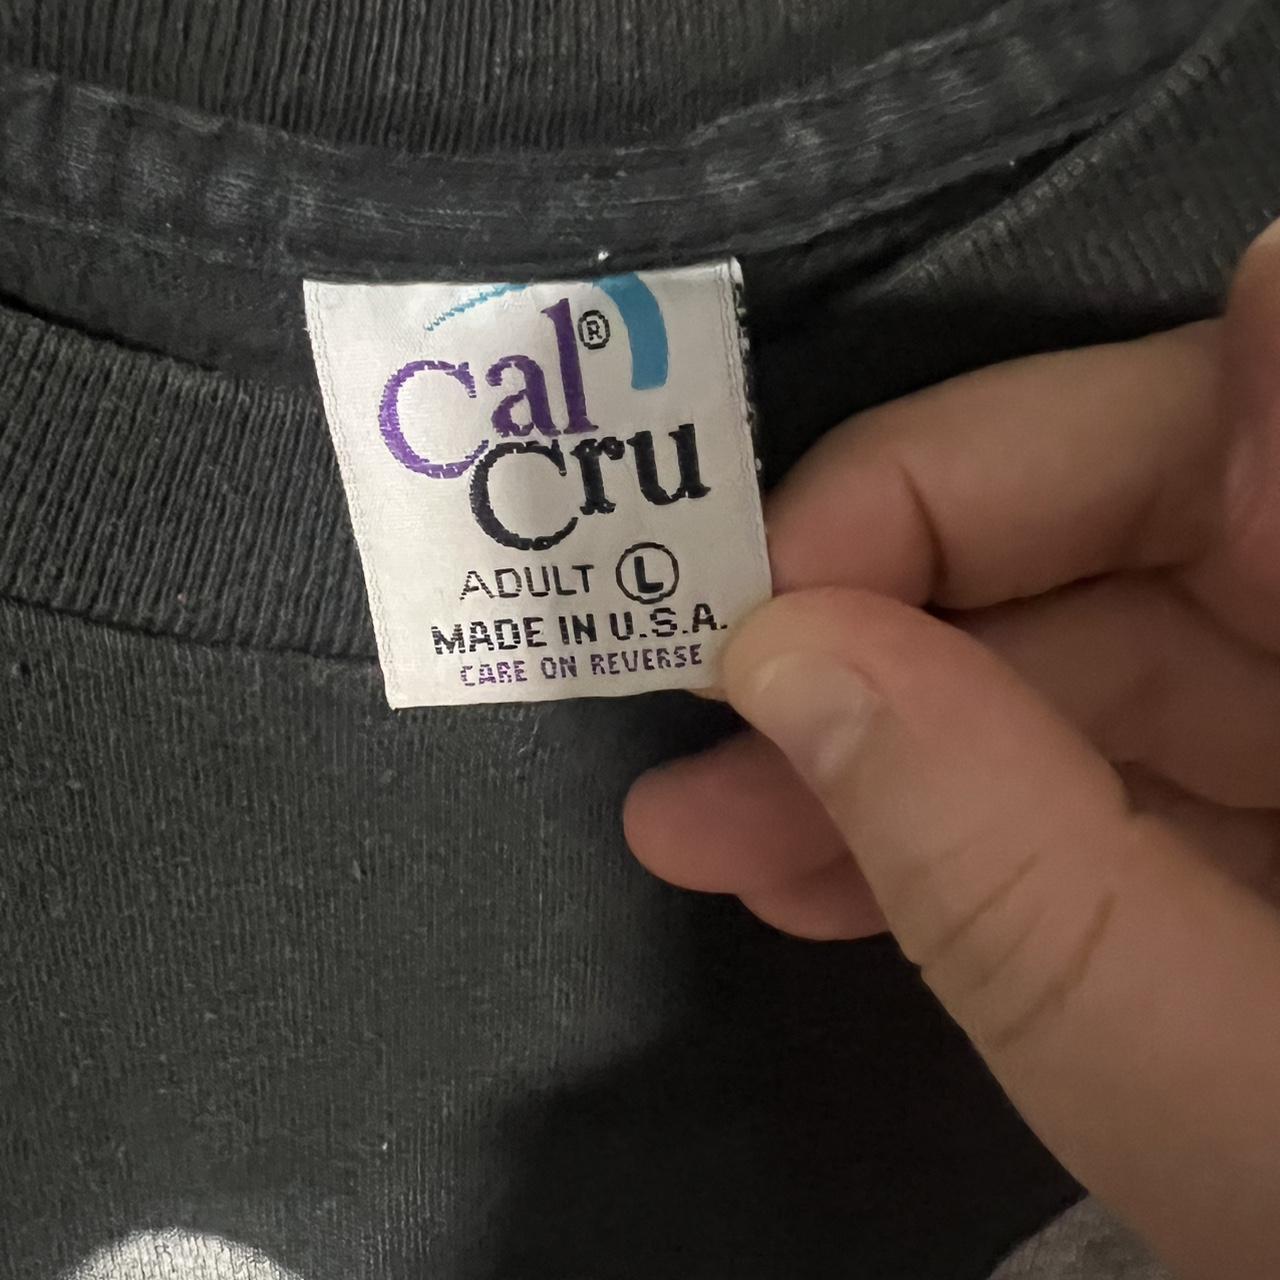 Cal®
Cru
ADULT L
MADE IN U.S.A.
CARE ON REVERSE